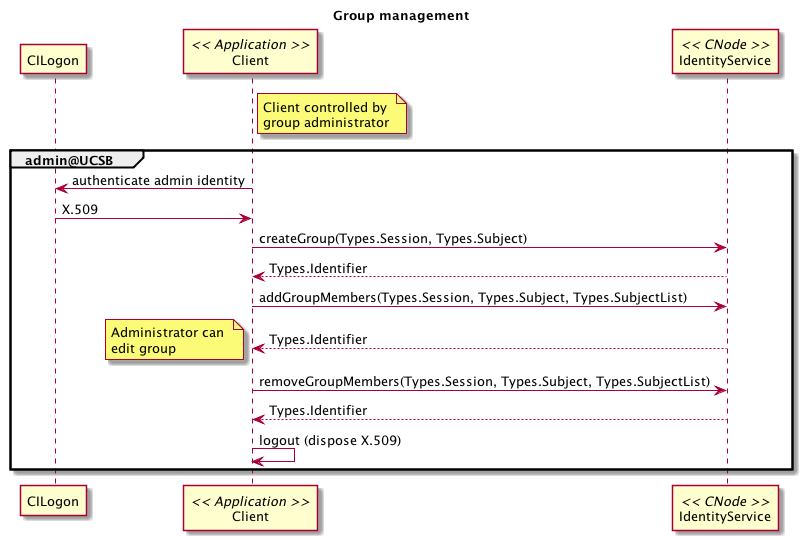 Group management
CILogon
<< Application >>
Client
<< CNode >>
IdentityService
Client controlled by
group administrator
admin@UCSB
authenticate admin identity
X.509
createGroup(Types.Session, Types.Subject)
Types.Identifier
addGroupMembers(Types.Session, Types.Subject, Types.SubjectList)
Administrator can
edit group
Types.Identifier
removeGroupMembers(Types.Session, Types.Subject, Types.SubjectList)
Types.Identifier
logout (dispose X.509)
CILogon
<< Application >>
Client
<< CNode >>
IdentityService